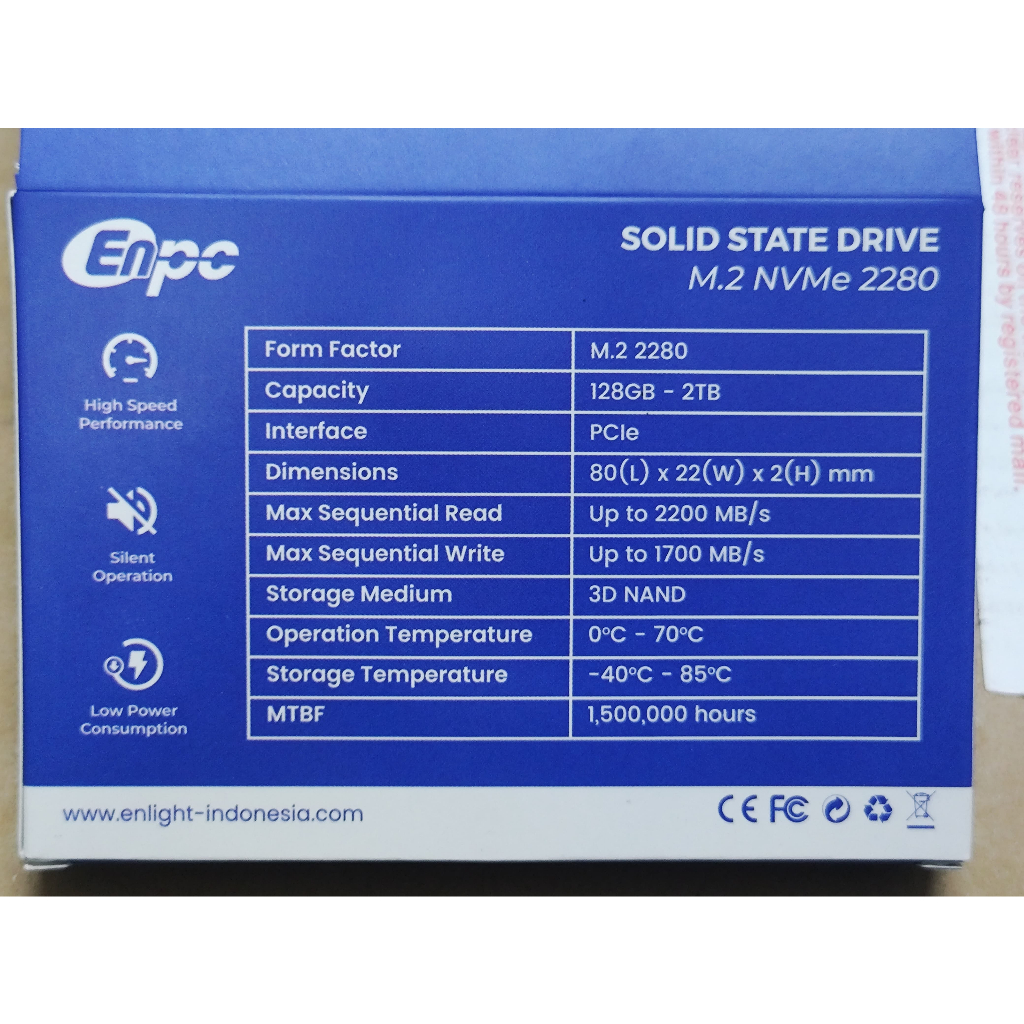 Enpc
SOLID STATE DRIVE
M.2 NVMe 2280
High Speed
Performance
Silent
Operation
Low Power
Consumption
Form Factor M.2 2280
Capacity 128GB - 2TB
Interface PCIe
Dimensions 80(L) x 22(W) x 2(H) mm
Max Sequential Read Up to 2200 MB/s
Max Sequential Write Up to 1700 MB/s
Storage Medium 3D NAND
Operation Temperature 0°C - 70°C
Storage Temperature -40°C - 85°C
MTBF 1,500,000 hours
www.enlight-indonesia.com
CE FC
within 48 hours by registered mail.